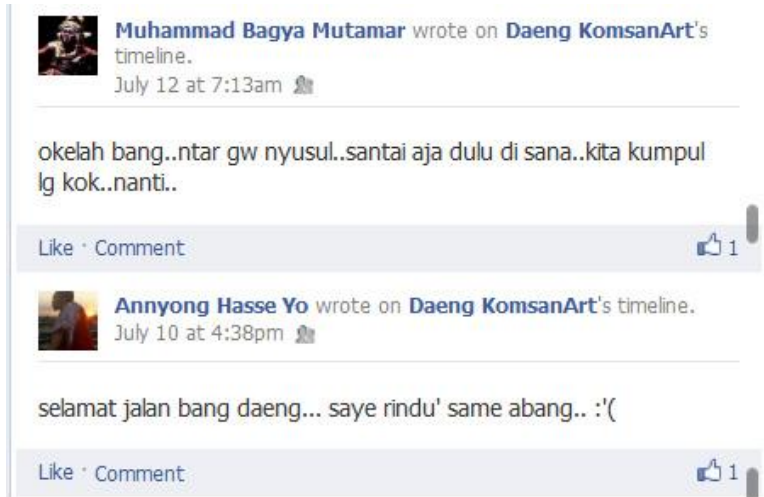 Muhammad Bagya Mutamar wrote on Daeng KomsanArt's
timeline.
July 12 at 7:13am
okelah bang..ntar gw nyusul..santai aja dulu di sana..kita kumpul
lg kok..nanti..
Like · Comment 1
Annyong Hasse Yo wrote on Daeng KomsanArt's timeline.
July 10 at 4:38pm
selamat jalan bang daeng... saye rindu' same abang.. :'(
Like · Comment 1